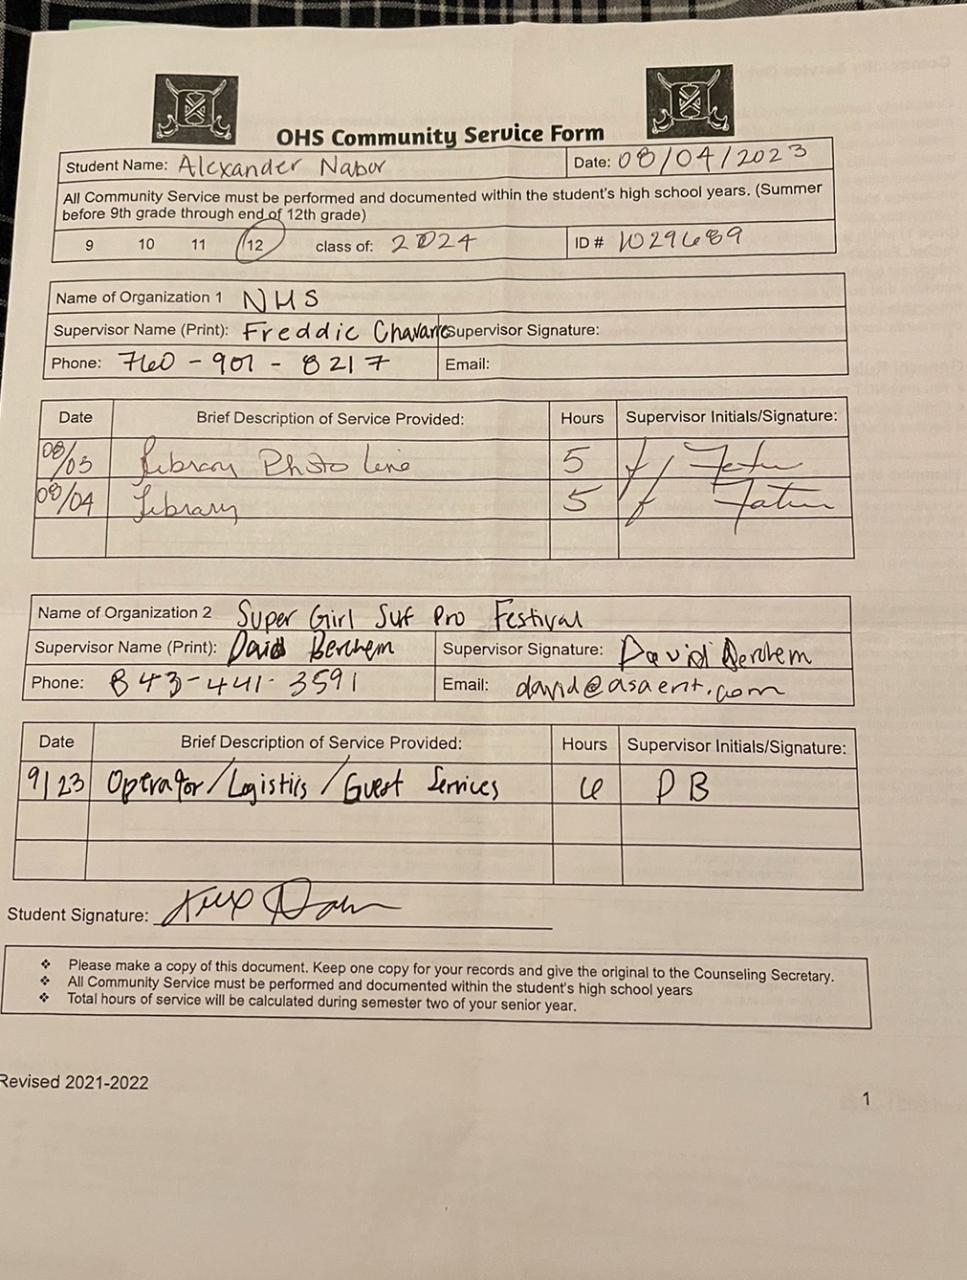 OHS Community Service Form
Student Name: Alexander Nabor Date: 08/04/2023
All Community Service must be performed and documented within the student's high school years. (Summer
before 9th grade through end of 12th grade)
9 10 11 12 class of: 2024 ID # 1029689
Name of Organization 1 NHS
Supervisor Name (Print): Freddie Supervisor Signature:
Phone: 760-901-8217 Email:
Date Brief Description of Service Provided: Hours Supervisor Initials/Signature:
08/03 Library Photo Line 5
08/04 Library 5
Name of Organization 2 Super Girl Surf Pro Festival
Supervisor Name (Print): David Berchem Supervisor Signature: David Berchem
Phone: 843-441-3591 Email: david@asaent.com
Date Brief Description of Service Provided: Hours Supervisor Initials/Signature:
9/23 Operator/Logistics/Guest Services 6 DB
Student Signature:
❖ Please make a copy of this document. Keep one copy for your records and give the original to the Counseling Secretary.
❖ All Community Service must be performed and documented within the student's high school years
❖ Total hours of service will be calculated during semester two of your senior year.
Revised 2021-2022
1